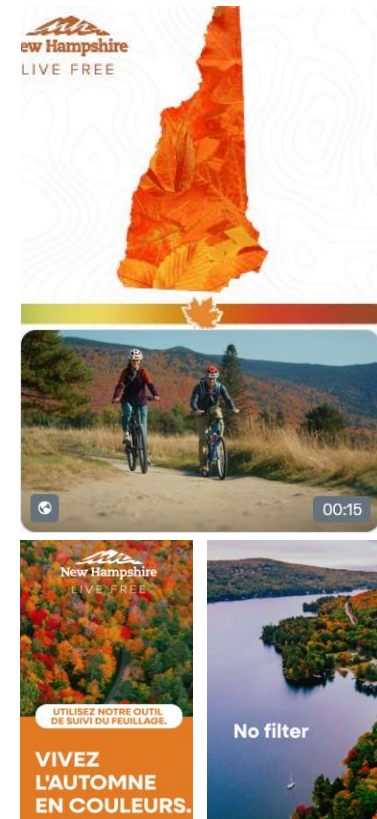 ew Hampshire
LIVE FREE
00:15
New Hampshire
LIVE FREE
UTILISEZ NOTRE OUTIL
DE SUIVI DU FEUILLAGE.
VIVEZ
L'AUTOMNE
EN COULEURS.
No filter